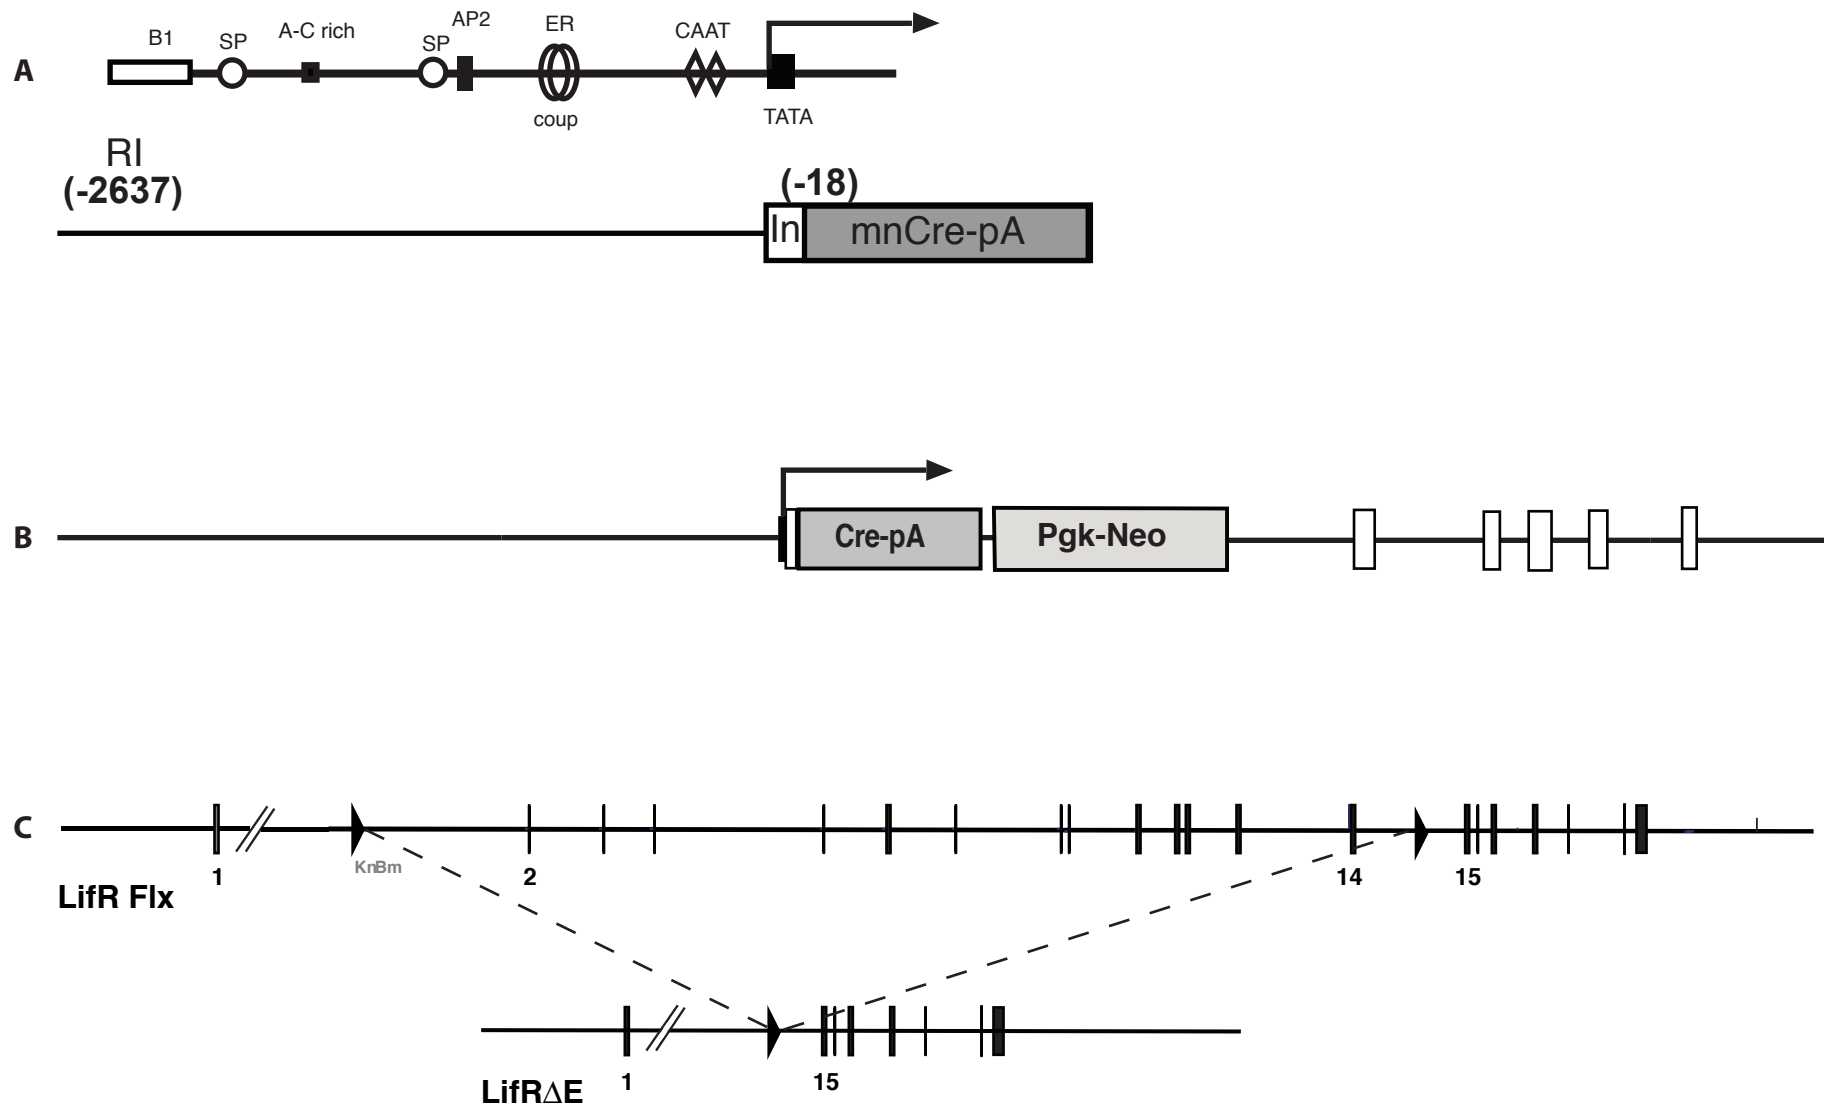 A
B1
SP
A-C rich
SP
AP2
ER
CAAT
coup
TATA
RI
(-2637)
(-18)
In
mnCre-pA
B
Cre-pA
Pgk-Neo
C
KnBm
1
2
14
15
LifR Flx
1
15
LifRΔE